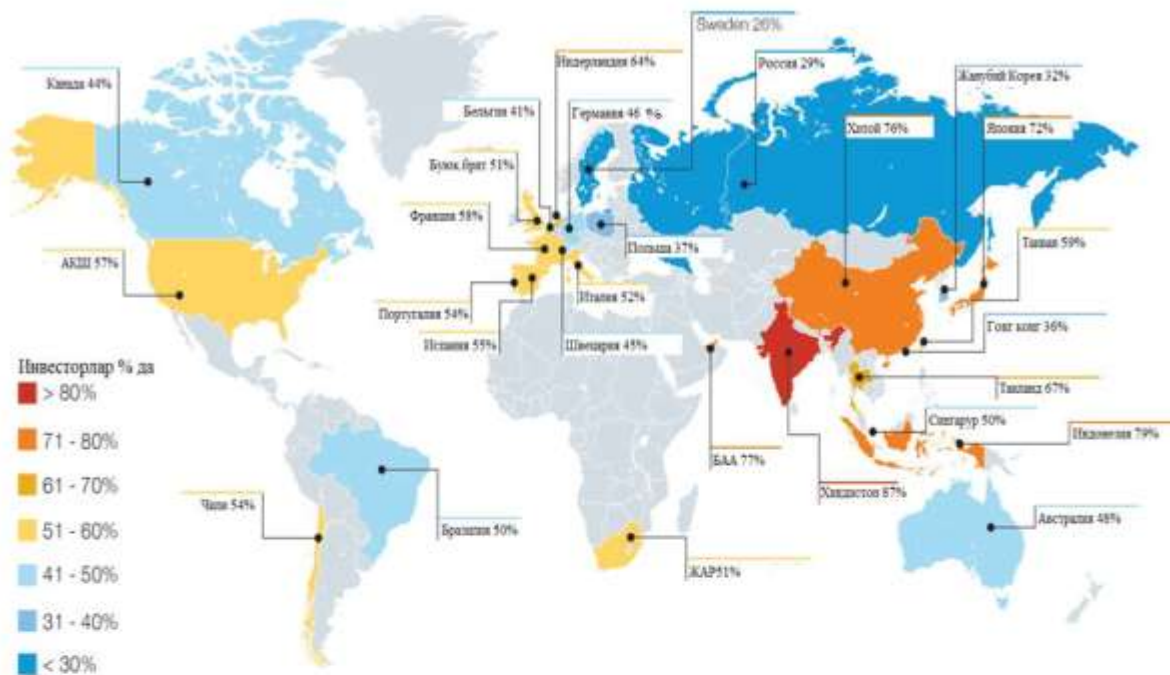 Sweden 26%
Нидерландия 64%
Россия 29%
Жанубий Корея 32%
Канада 44%
Бельгия 41%
Германия 46 %
Хитой 76%
Япония 72%
Буюк брит 51%
Франция 58%
Польша 37%
Тайван 59%
АКШ 57%
Португалия 54%
Италия 52%
Гонг конг 36%
Испания 55%
Швецария 45%
Инвесторлар % да
> 80%
71 - 80%
61 - 70%
51 - 60%
41 - 50%
31 - 40%
< 30%
Таиланд 67%
Сингарур 50%
Индонезия 79%
БАА 77%
Хиндистон 87%
Чили 54%
Бразилия 50%
Австралия 48%
ЖАР51%